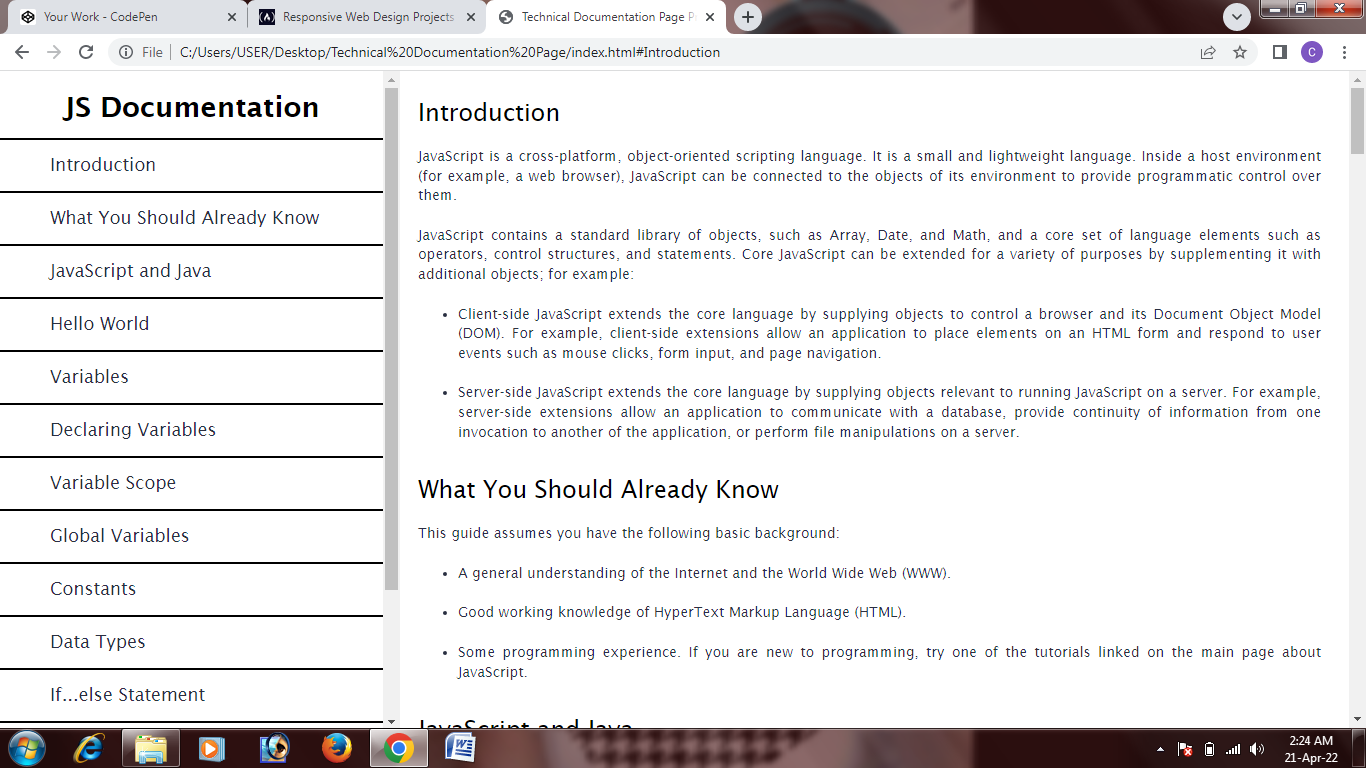 Your Work - CodePen
Responsive Web Design Projects
Technical Documentation Page P
File
C:/Users/USER/Desktop/Technical%20Documentation%20Page/index.html#Introduction
C
JS Documentation
Introduction
What You Should Already Know
JavaScript and Java
Hello World
Variables
Declaring Variables
Variable Scope
Global Variables
Constants
Data Types
If...else Statement
Introduction
JavaScript is a cross-platform, object-oriented scripting language. It is a small and lightweight language. Inside a host environment
(for example, a web browser), JavaScript can be connected to the objects of its environment to provide programmatic control over
them.
JavaScript contains a standard library of objects, such as Array, Date, and Math, and a core set of language elements such as
operators, control structures, and statements. Core JavaScript can be extended for a variety of purposes by supplementing it with
additional objects; for example:
• Client-side JavaScript extends the core language by supplying objects to control a browser and its Document Object Model
(DOM). For example, client-side extensions allow an application to place elements on an HTML form and respond to user
events such as mouse clicks, form input, and page navigation.
• Server-side JavaScript extends the core language by supplying objects relevant to running JavaScript on a server. For example,
server-side extensions allow an application to communicate with a database, provide continuity of information from one
invocation to another of the application, or perform file manipulations on a server.
What You Should Already Know
This guide assumes you have the following basic background:
• A general understanding of the Internet and the World Wide Web (WWW).
• Good working knowledge of HyperText Markup Language (HTML).
• Some programming experience. If you are new to programming, try one of the tutorials linked on the main page about
JavaScript.
JavaScript and Java
2:24 AM
21-Apr-22